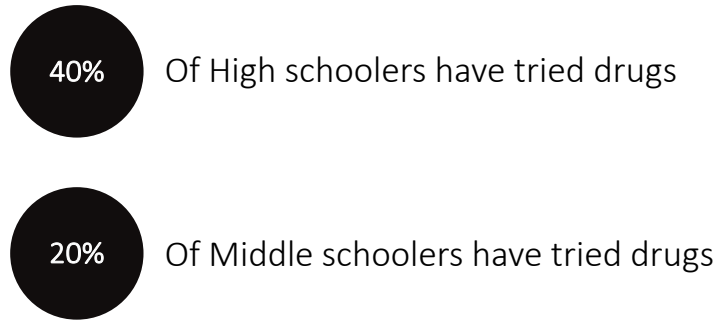 40% Of High schoolers have tried drugs
20% Of Middle schoolers have tried drugs